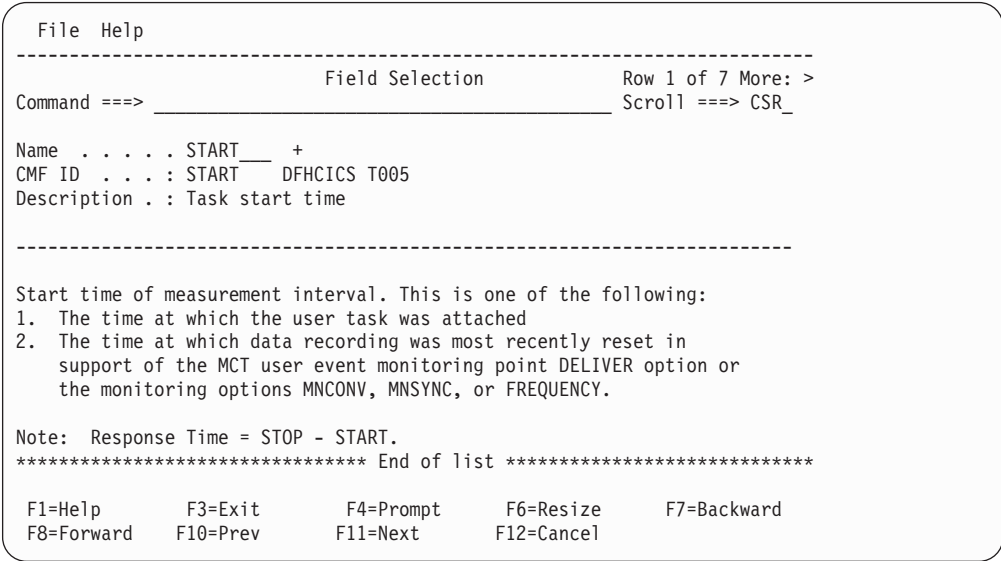 File Help
---------------------------------------------------------------------------
Field Selection Row 1 of 7 More: >
Command ===> ___________________________________________ Scroll ===> CSR_
Name . . . . . START___ +
CMF ID . . . : START DFHCICS T005
Description . : Task start time
-------------------------------------------------------------------------
Start time of measurement interval. This is one of the following:
1. The time at which the user task was attached
2. The time at which data recording was most recently reset in
support of the MCT user event monitoring point DELIVER option or
the monitoring options MNCONV, MNSYNC, or FREQUENCY.
Note: Response Time = STOP - START.
********************************* End of list *****************************
F1=Help F3=Exit F4=Prompt F6=Resize F7=Backward
F8=Forward F10=Prev F11=Next F12=Cancel